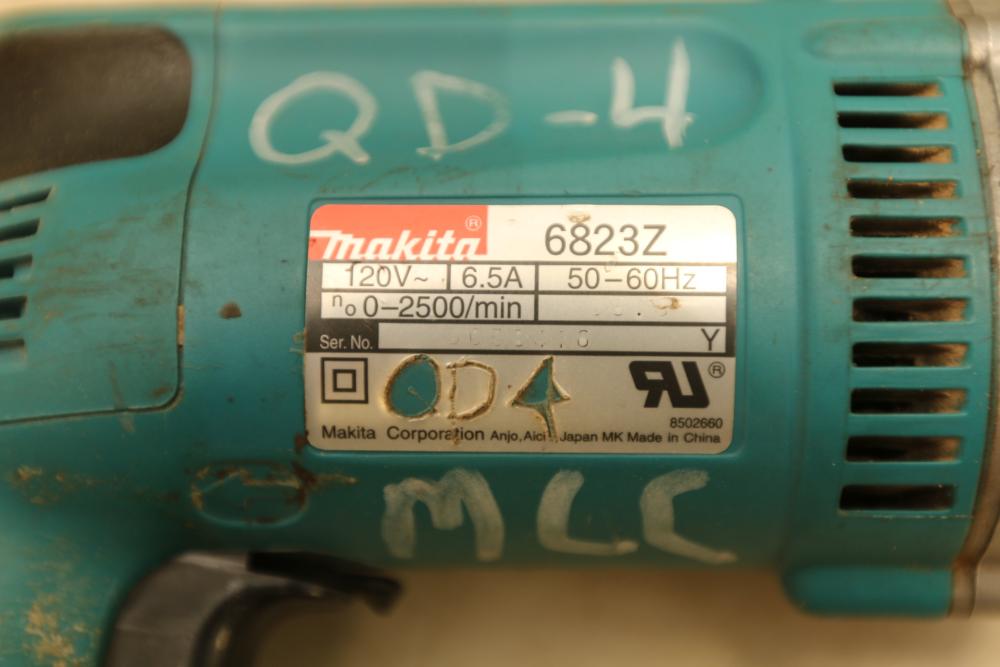 QD-4
makita® 6823Z
120V~ 6.5A 50-60Hz
no 0-2500/min
Ser. No. Y
QD4
®
8502660
Makita Corporation Anjo, Aichi, Japan MK Made in China
MLC